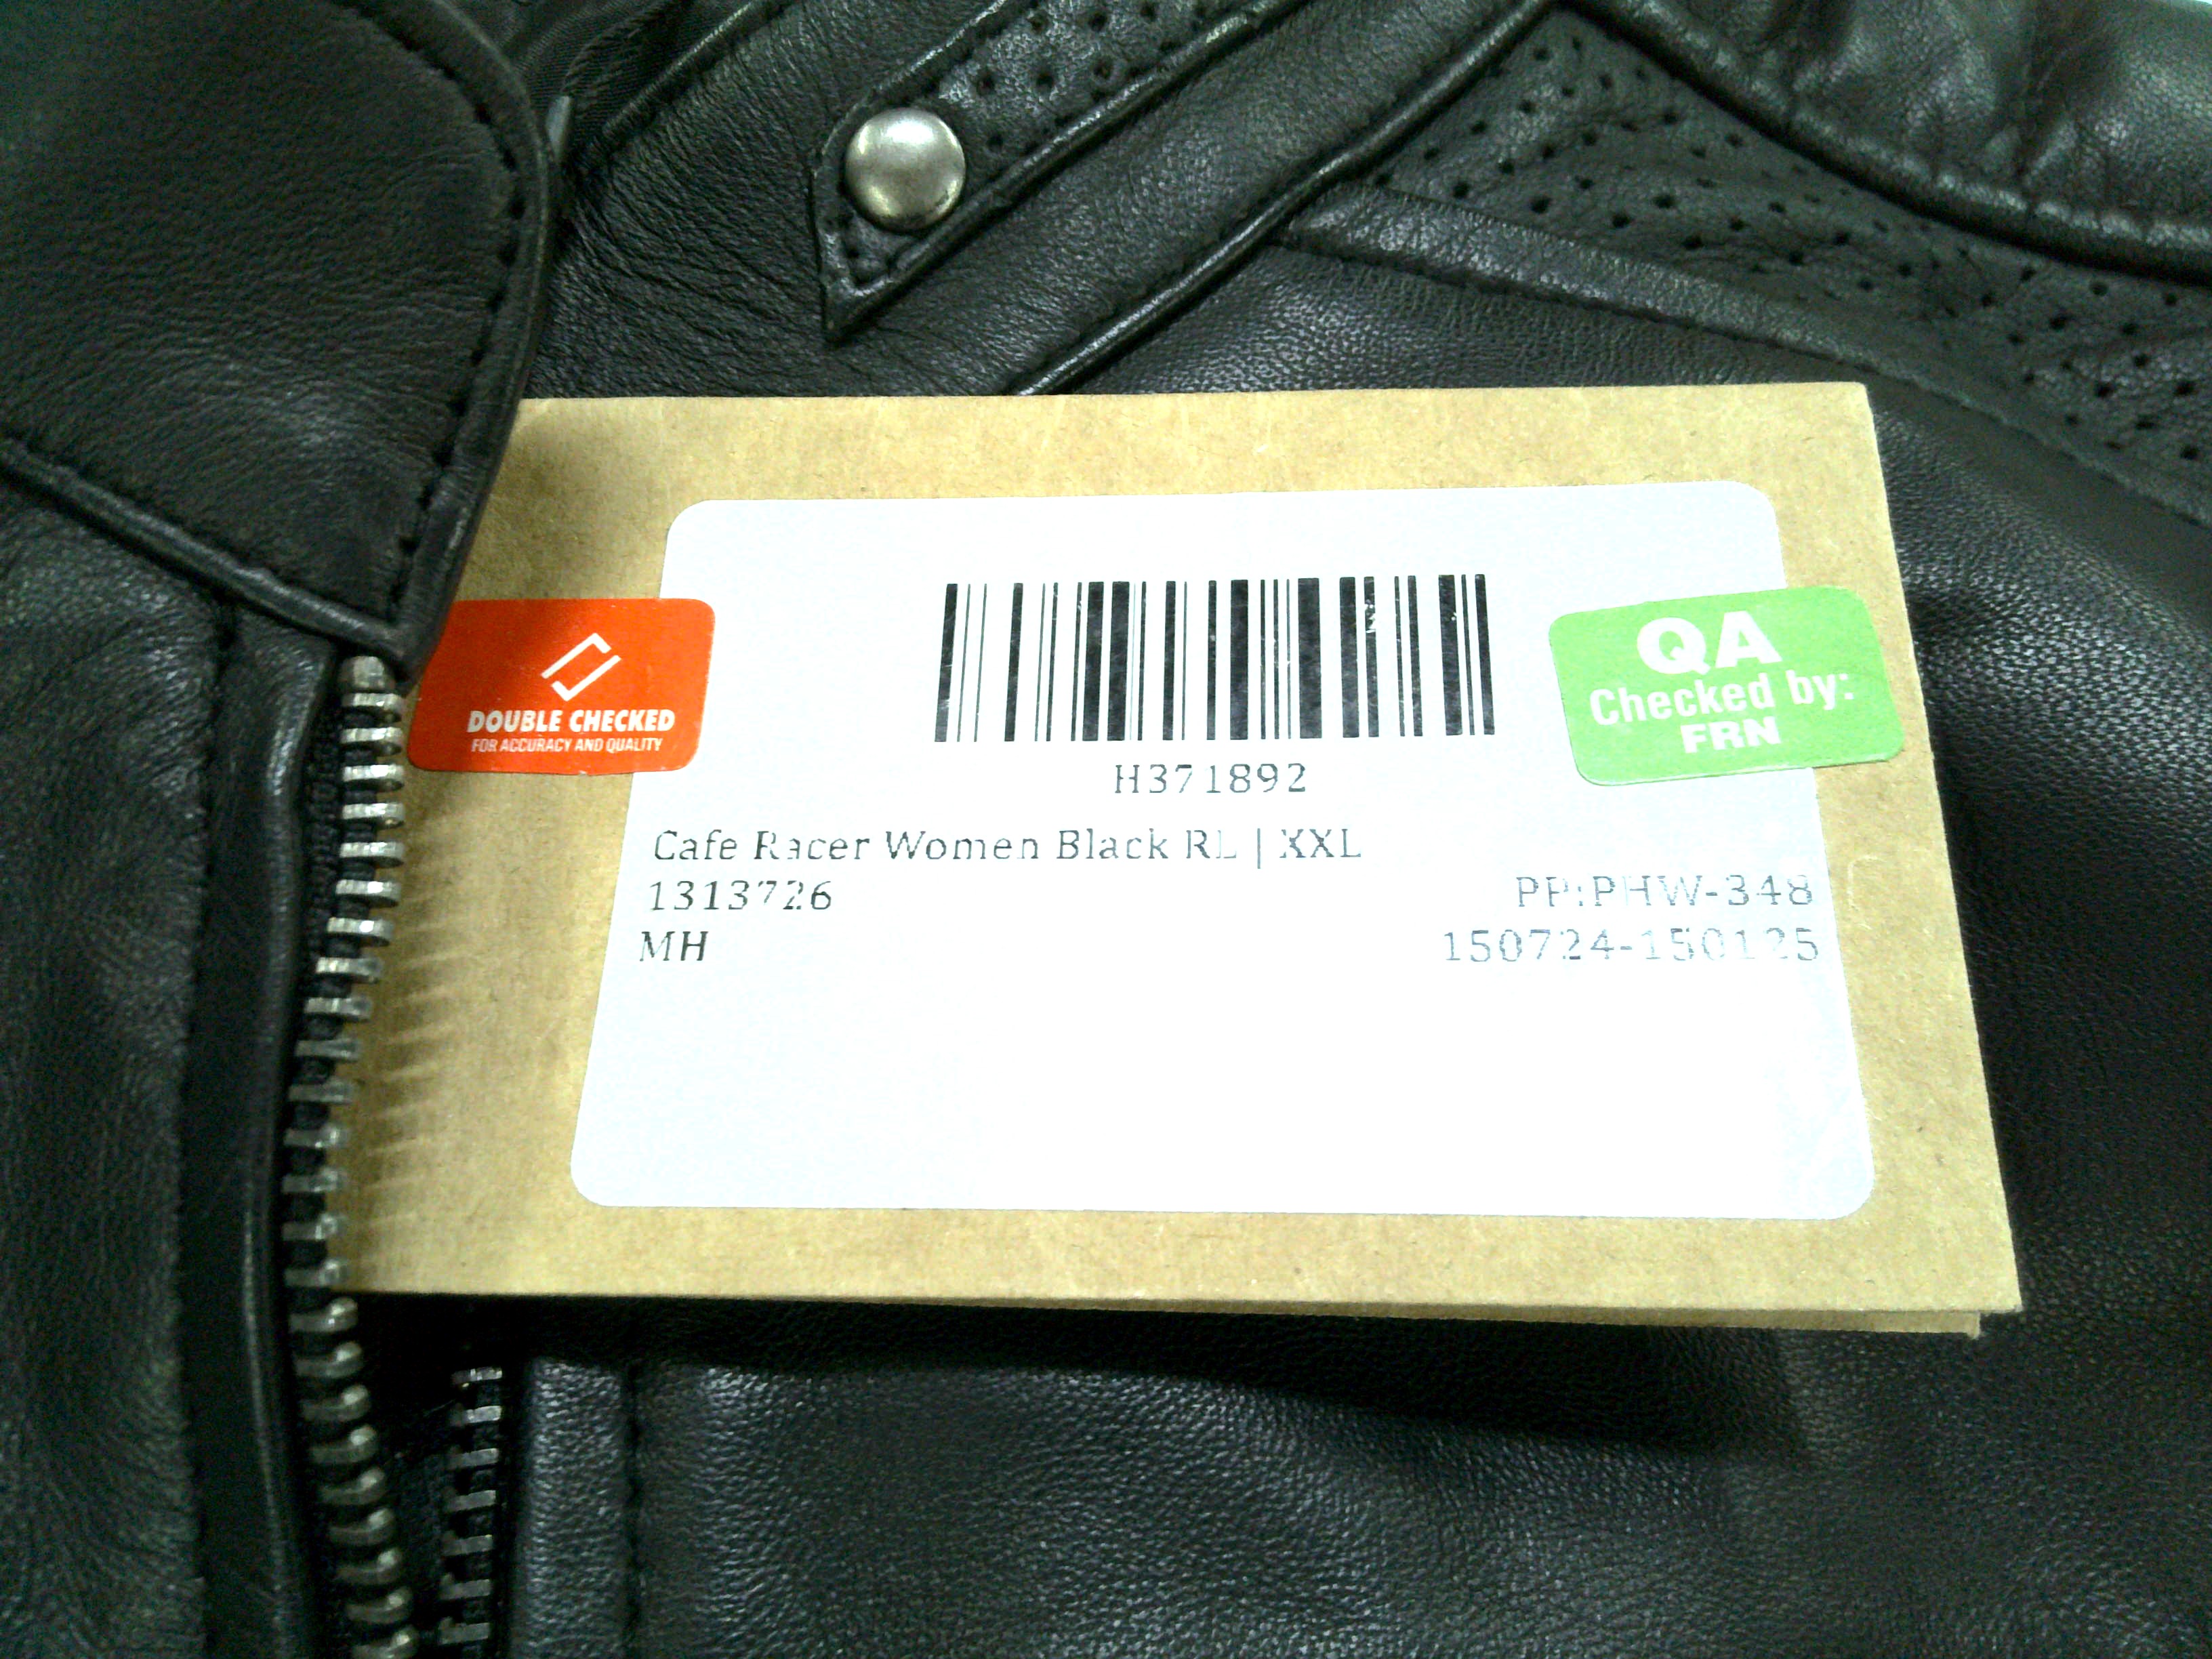 DOUBLE CHECKED
FOR ACCURACY AND QUALITY
QA
Checked by:
FRN
H371892
Cafe Racer Women Black RL | XXL
1313726
PP:PHW-348
MH
150724-150125